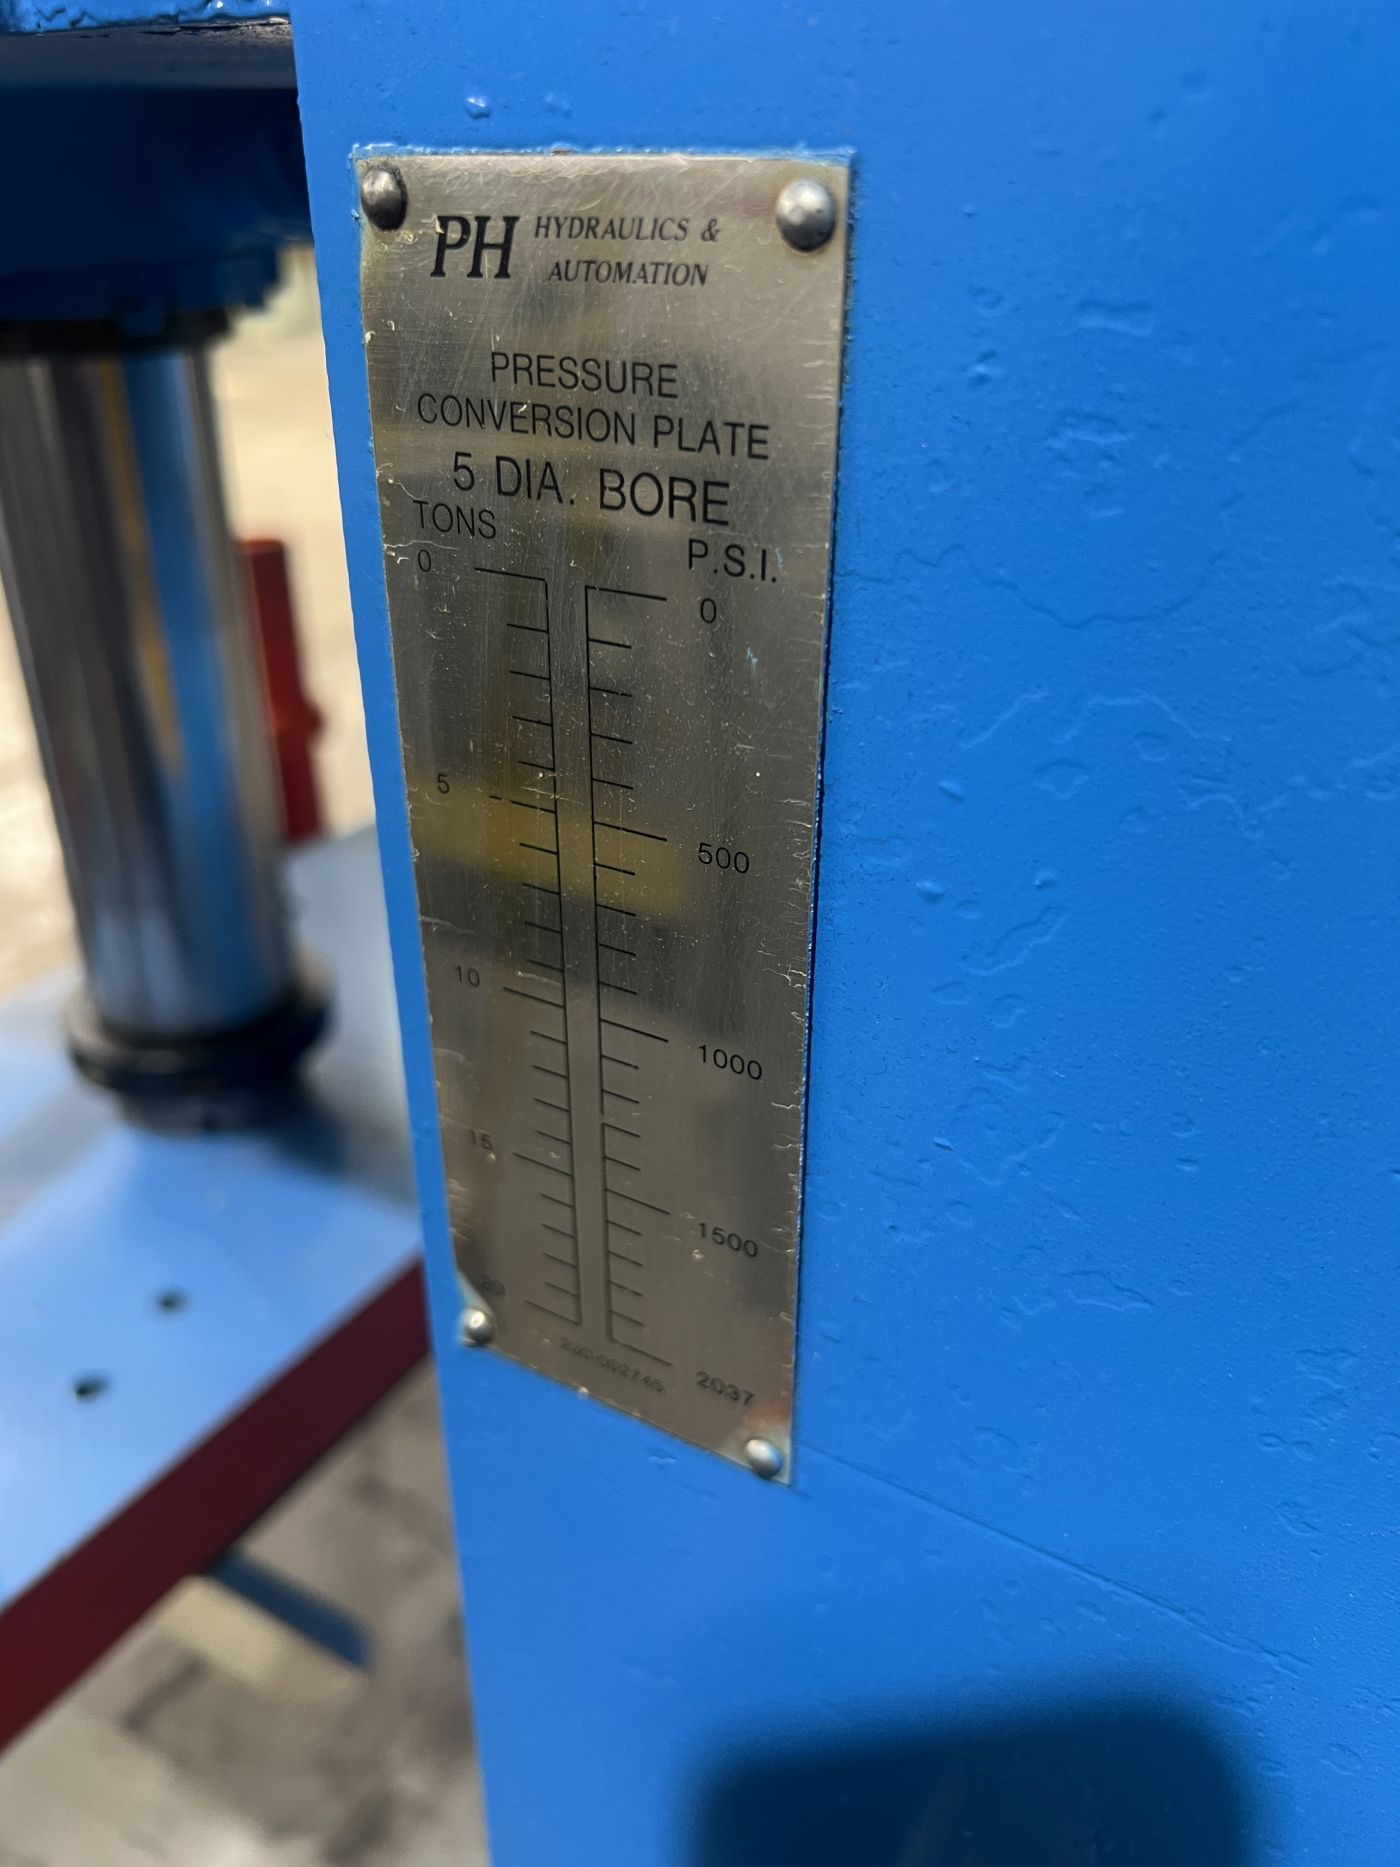 PH HYDRAULICS &
AUTOMATION
PRESSURE
CONVERSION PLATE
5 DIA. BORE
TONS P.S.I.
0 0
5 500
10 1000
15 1500
20 2037